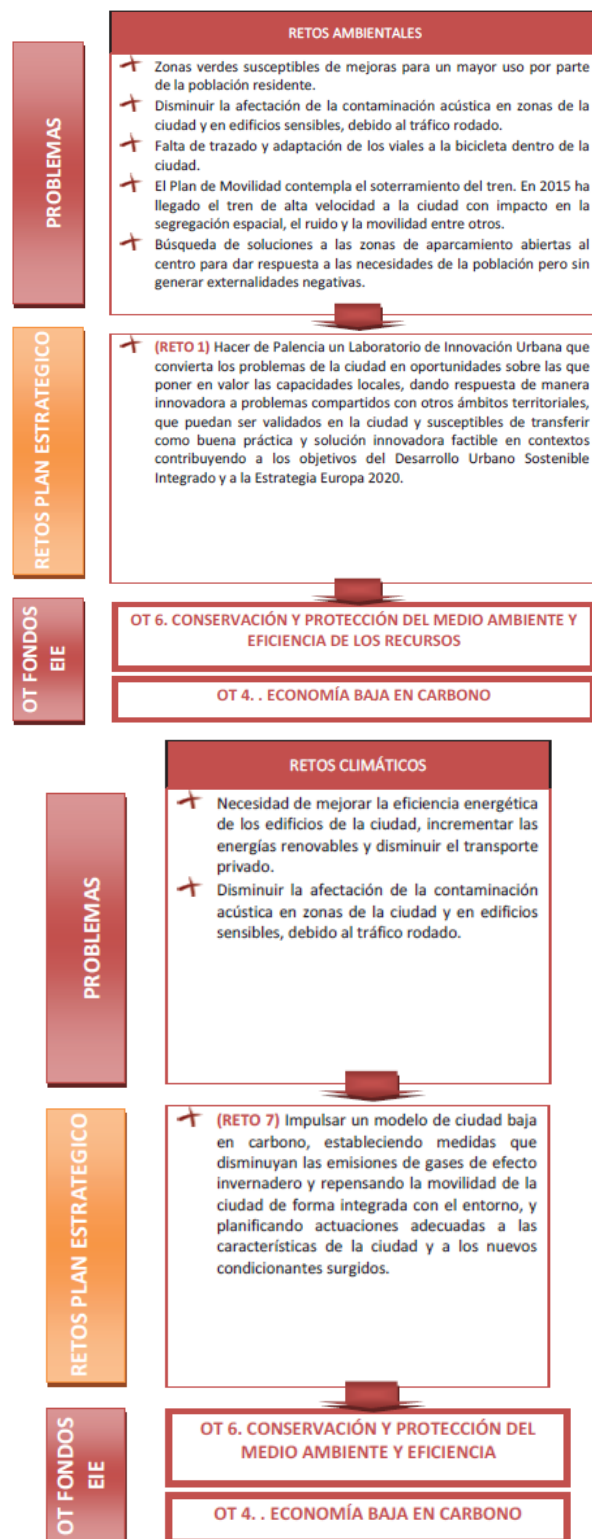 RETOS AMBIENTALES
PROBLEMAS
Zonas verdes susceptibles de mejoras para un mayor uso por parte
de la población residente.
Disminuir la afectación de la contaminación acústica en zonas de la
ciudad y en edificios sensibles, debido al tráfico rodado.
Falta de trazado y adaptación de los viales a la bicicleta dentro de la
ciudad.
El Plan de Movilidad contempla el soterramiento del tren. En 2015 ha
llegado el tren de alta velocidad a la ciudad con impacto en la
segregación espacial, el ruido y la movilidad entre otros.
Búsqueda de soluciones a las zonas de aparcamiento abiertas al
centro para dar respuesta a las necesidades de la población pero sin
generar externalidades negativas.
RETOS PLAN ESTRATEGICO
(RETO 1) Hacer de Palencia un Laboratorio de Innovación Urbana que
convierta los problemas de la ciudad en oportunidades sobre las que
poner en valor las capacidades locales, dando respuesta de manera
innovadora a problemas compartidos con otros ámbitos territoriales,
que puedan ser validados en la ciudad y susceptibles de transferir
como buena práctica y solución innovadora factible en contextos
contribuyendo a los objetivos del Desarrollo Urbano Sostenible
Integrado y a la Estrategia Europa 2020.
OT FONDOS
EIE
OT 6. CONSERVACIÓN Y PROTECCIÓN DEL MEDIO AMBIENTE Y
EFICIENCIA DE LOS RECURSOS
OT 4. . ECONOMÍA BAJA EN CARBONO
RETOS CLIMÁTICOS
PROBLEMAS
Necesidad de mejorar la eficiencia energética
de los edificios de la ciudad, incrementar las
energías renovables y disminuir el transporte
privado.
Disminuir la afectación de la contaminación
acústica en zonas de la ciudad y en edificios
sensibles, debido al tráfico rodado.
RETOS PLAN ESTRATEGICO
(RETO 7) Impulsar un modelo de ciudad baja
en carbono, estableciendo medidas que
disminuyan las emisiones de gases de efecto
invernadero y repensando la movilidad de la
ciudad de forma integrada con el entorno, y
planificando actuaciones adecuadas a las
características de la ciudad y a los nuevos
condicionantes surgidos.
OT FONDOS
EIE
OT 6. CONSERVACIÓN Y PROTECCIÓN DEL
MEDIO AMBIENTE Y EFICIENCIA
OT 4. . ECONOMÍA BAJA EN CARBONO